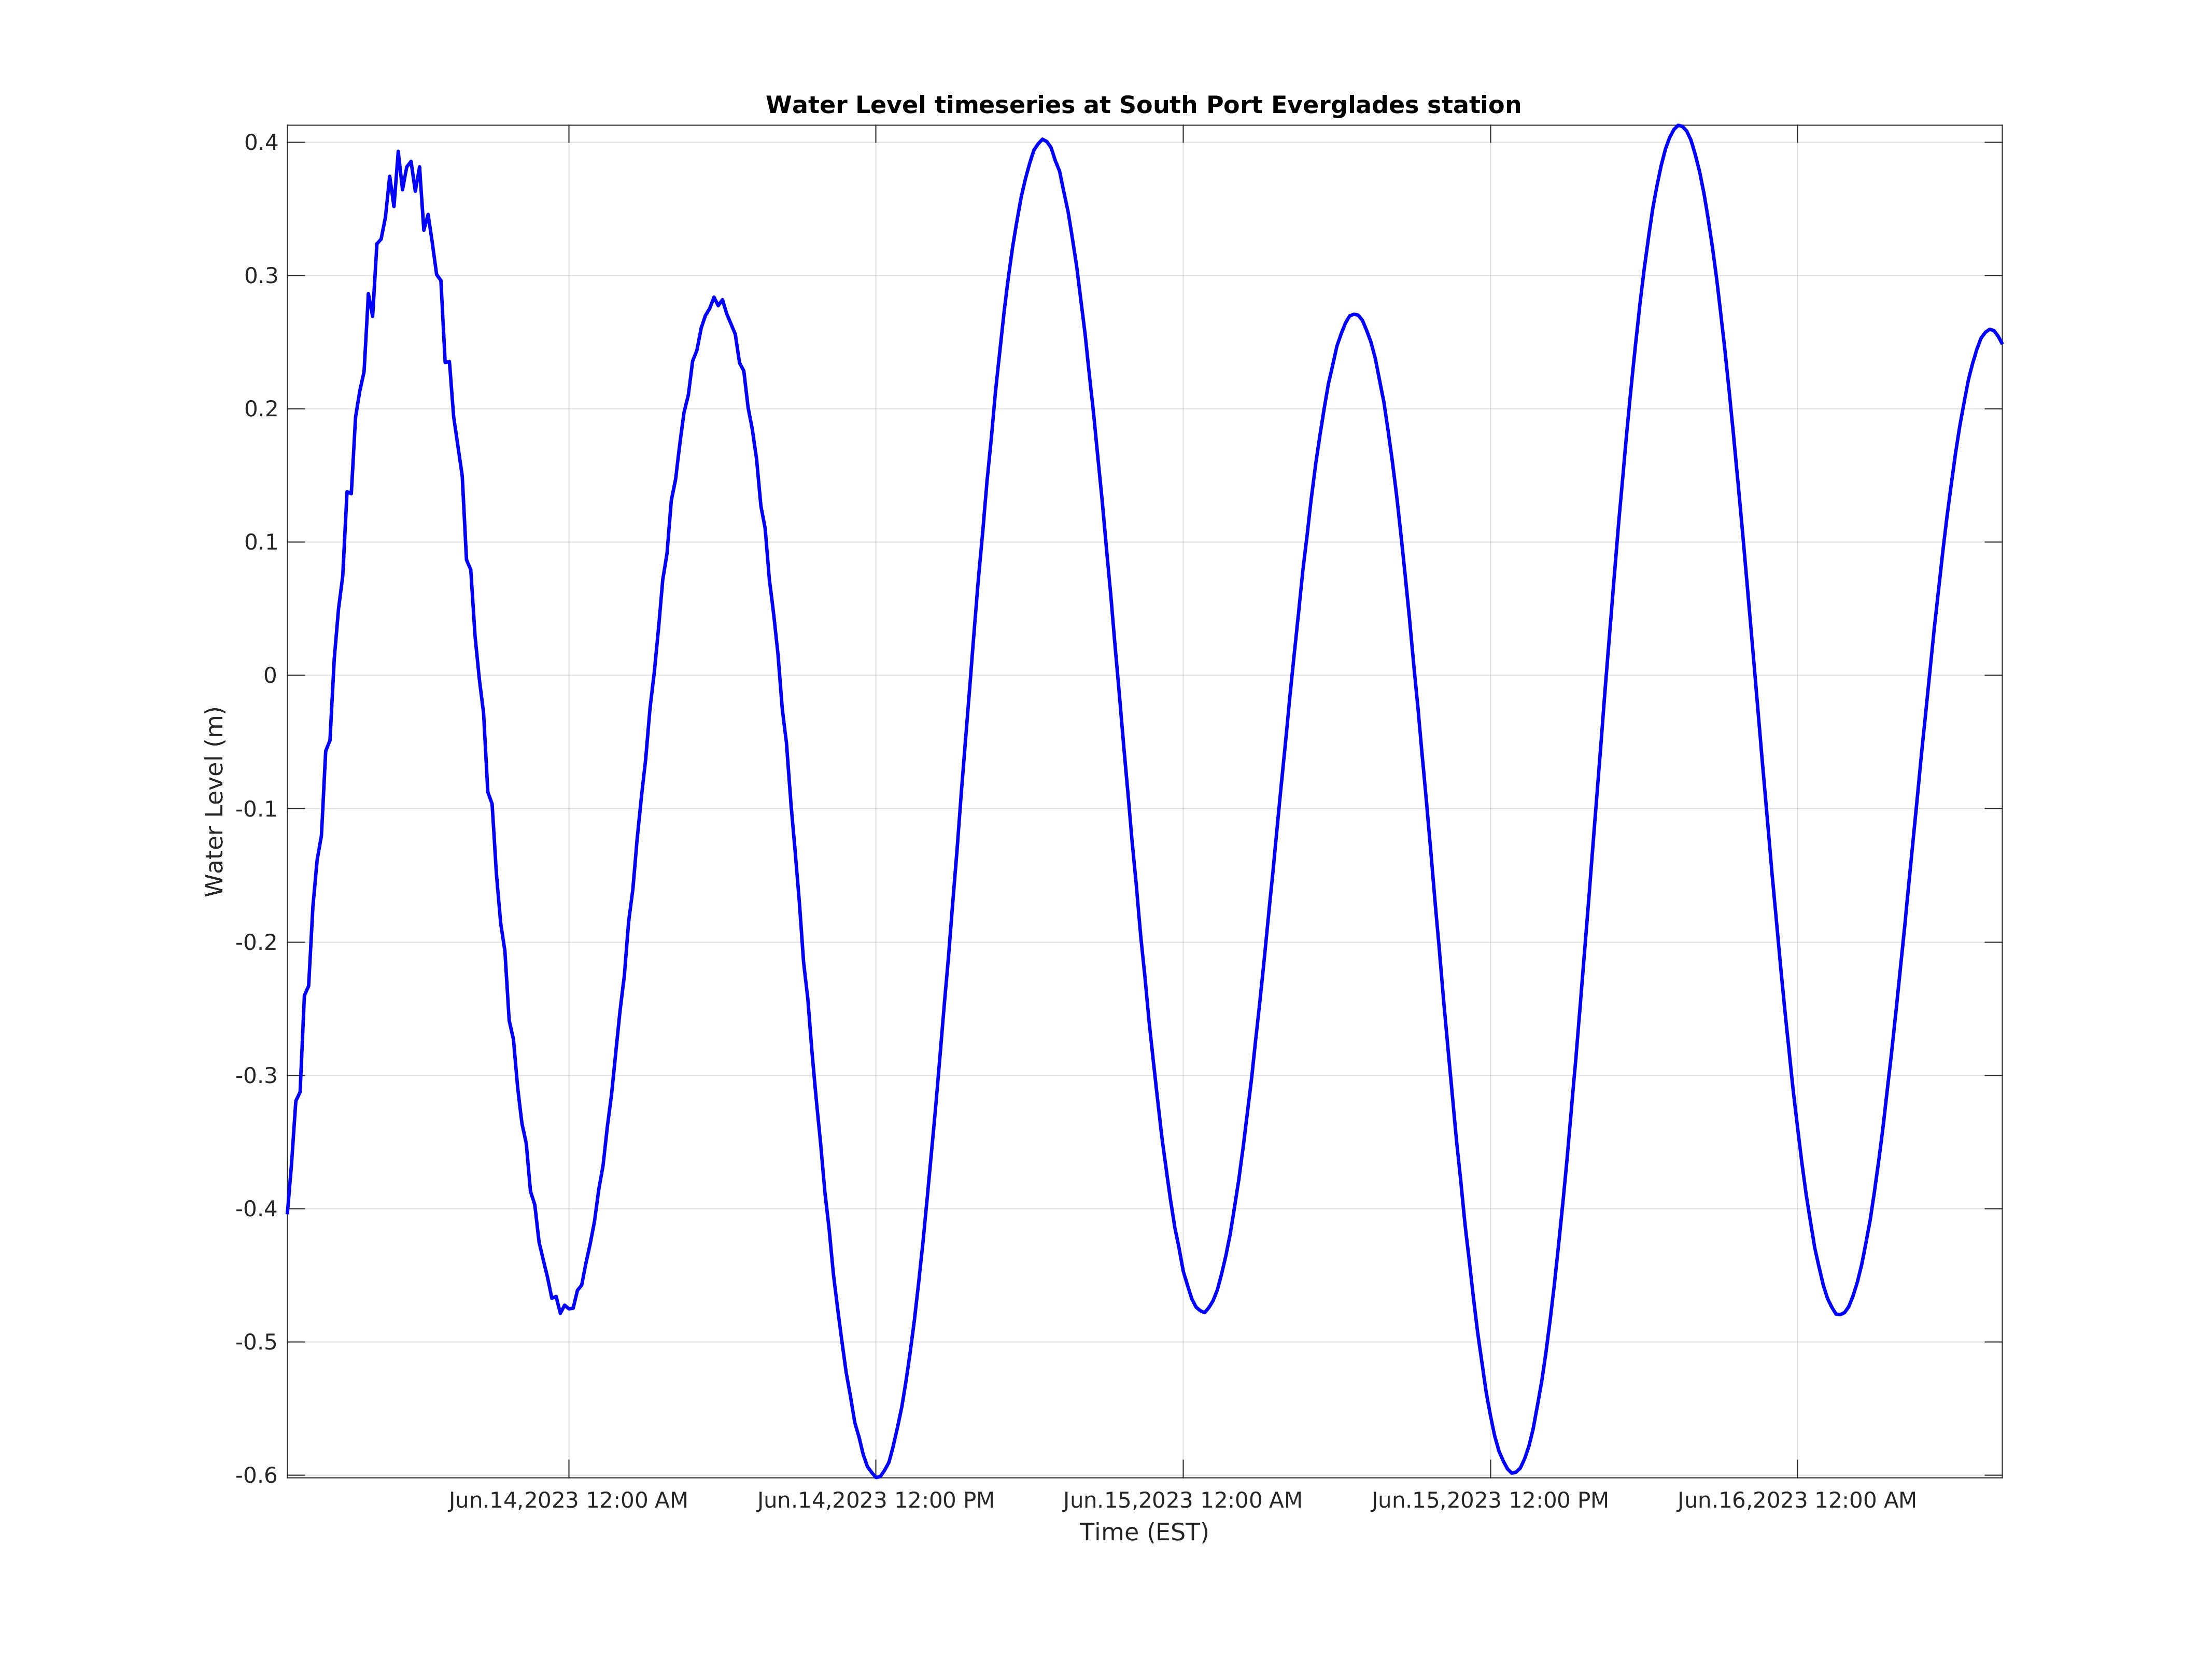 Water Level timeseries at South Port Everglades station
0.4
0.3
0.2
0.1
0
-0.1
-0.2
-0.3
-0.4
-0.5
-0.6
Water Level (m)
Jun.14,2023 12:00 AM
Jun.14,2023 12:00 PM
Jun.15,2023 12:00 AM
Jun.15,2023 12:00 PM
Jun.16,2023 12:00 AM
Time (EST)